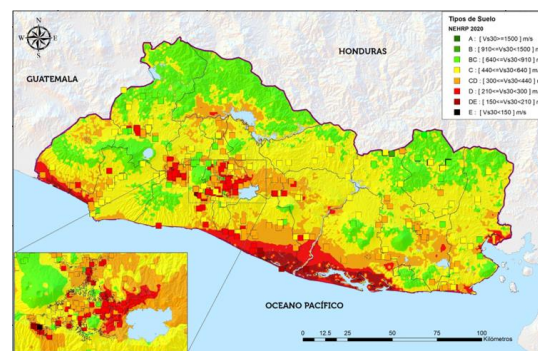 N
HONDURAS
GUATEMALA
Tipos de Suelo
NEHRP 2020
A : [ Vs30>=1500 ] m/s
B : [ 910<=Vs30<1500 ] m/
BC : [ 640<=Vs30<910 ] m/
C : [ 440<=Vs30<640 ] m/s
CD : [ 300<=Vs30<440 ] m/
D : [ 210<=Vs30<300 ] m/s
DE : [ 150<=Vs30<210 ] m/
E : [ Vs30<150 ] m/s
OCEANO PACÍFICO
0 12.5 25 50 75 100
Kilómetros